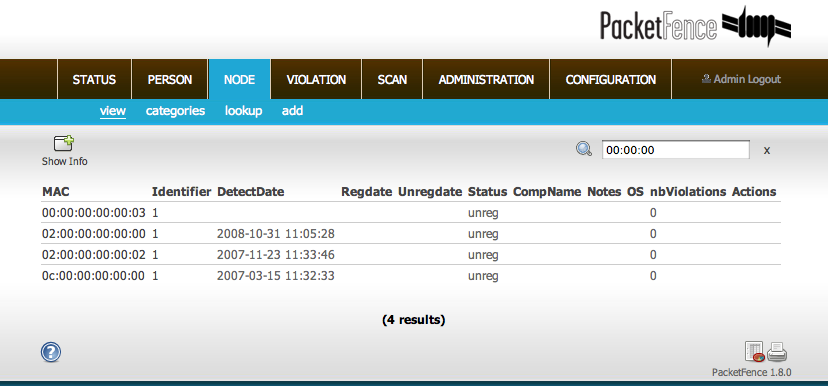 PacketFence
STATUS PERSON NODE VIOLATION SCAN ADMINISTRATION CONFIGURATION Admin Logout
view categories lookup add
Show Info
00:00:00 x
MAC Identifier DetectDate Regdate Unregdate Status CompName Notes OS nbViolations Actions
00:00:00:00:00:03 1 unreg 0
02:00:00:00:00:00 1 2008-10-31 11:05:28 unreg 0
02:00:00:00:00:02 1 2007-11-23 11:33:46 unreg 0
0c:00:00:00:00:00 1 2007-03-15 11:32:33 unreg 0
(4 results)
?
PacketFence 1.8.0